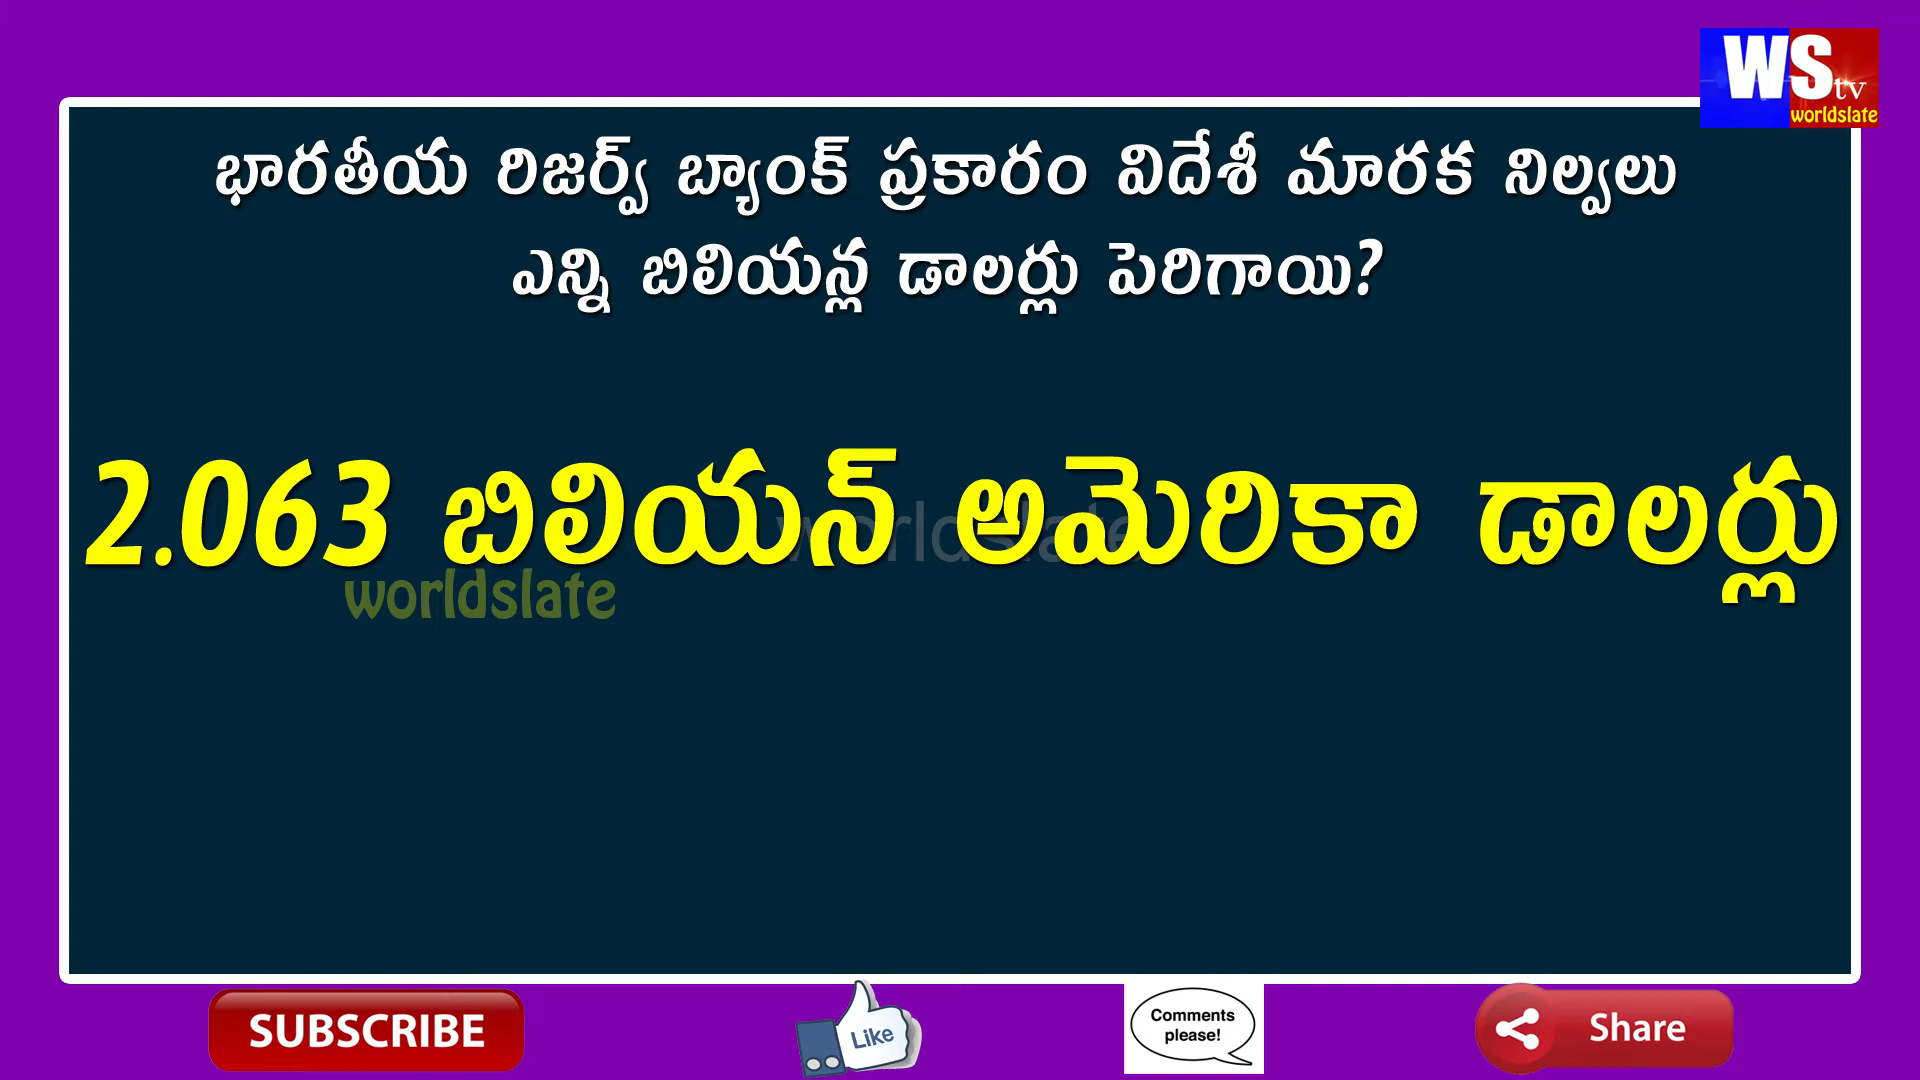 WS tv
worldslate
భారతీయ రిజర్వ్ బ్యాంక్ ప్రకారం విదేశీ మారక నిల్వలు
ఎన్ని బిలియన్ల డాలర్లు పెరిగాయి?
2.063 బిలియన్ అమెరికా డాలర్లు
worldslate
worldslate
SUBSCRIBE
Like
Comments
please!
Share